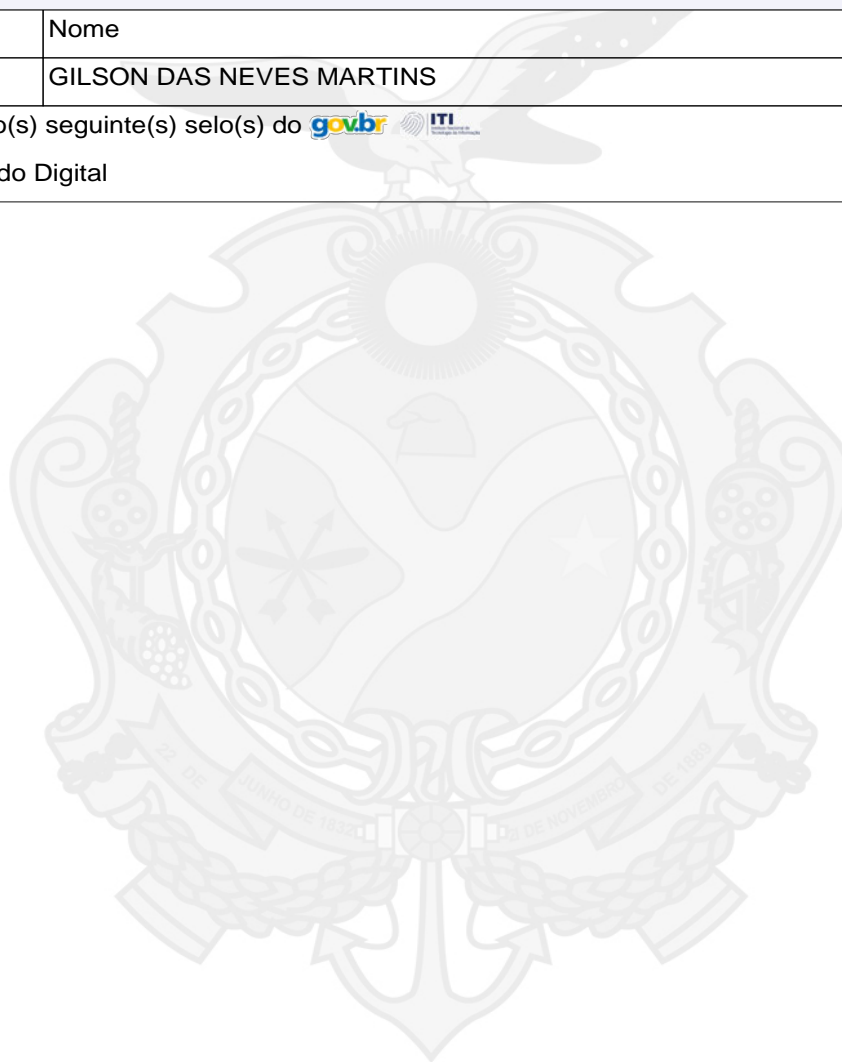 Nome
GILSON DAS NEVES MARTINS
o(s) seguinte(s) selo(s) do gov.br ITI
do Digital
22 DE JUNHO DE 1832
DE NOVEMBRO DE 1889